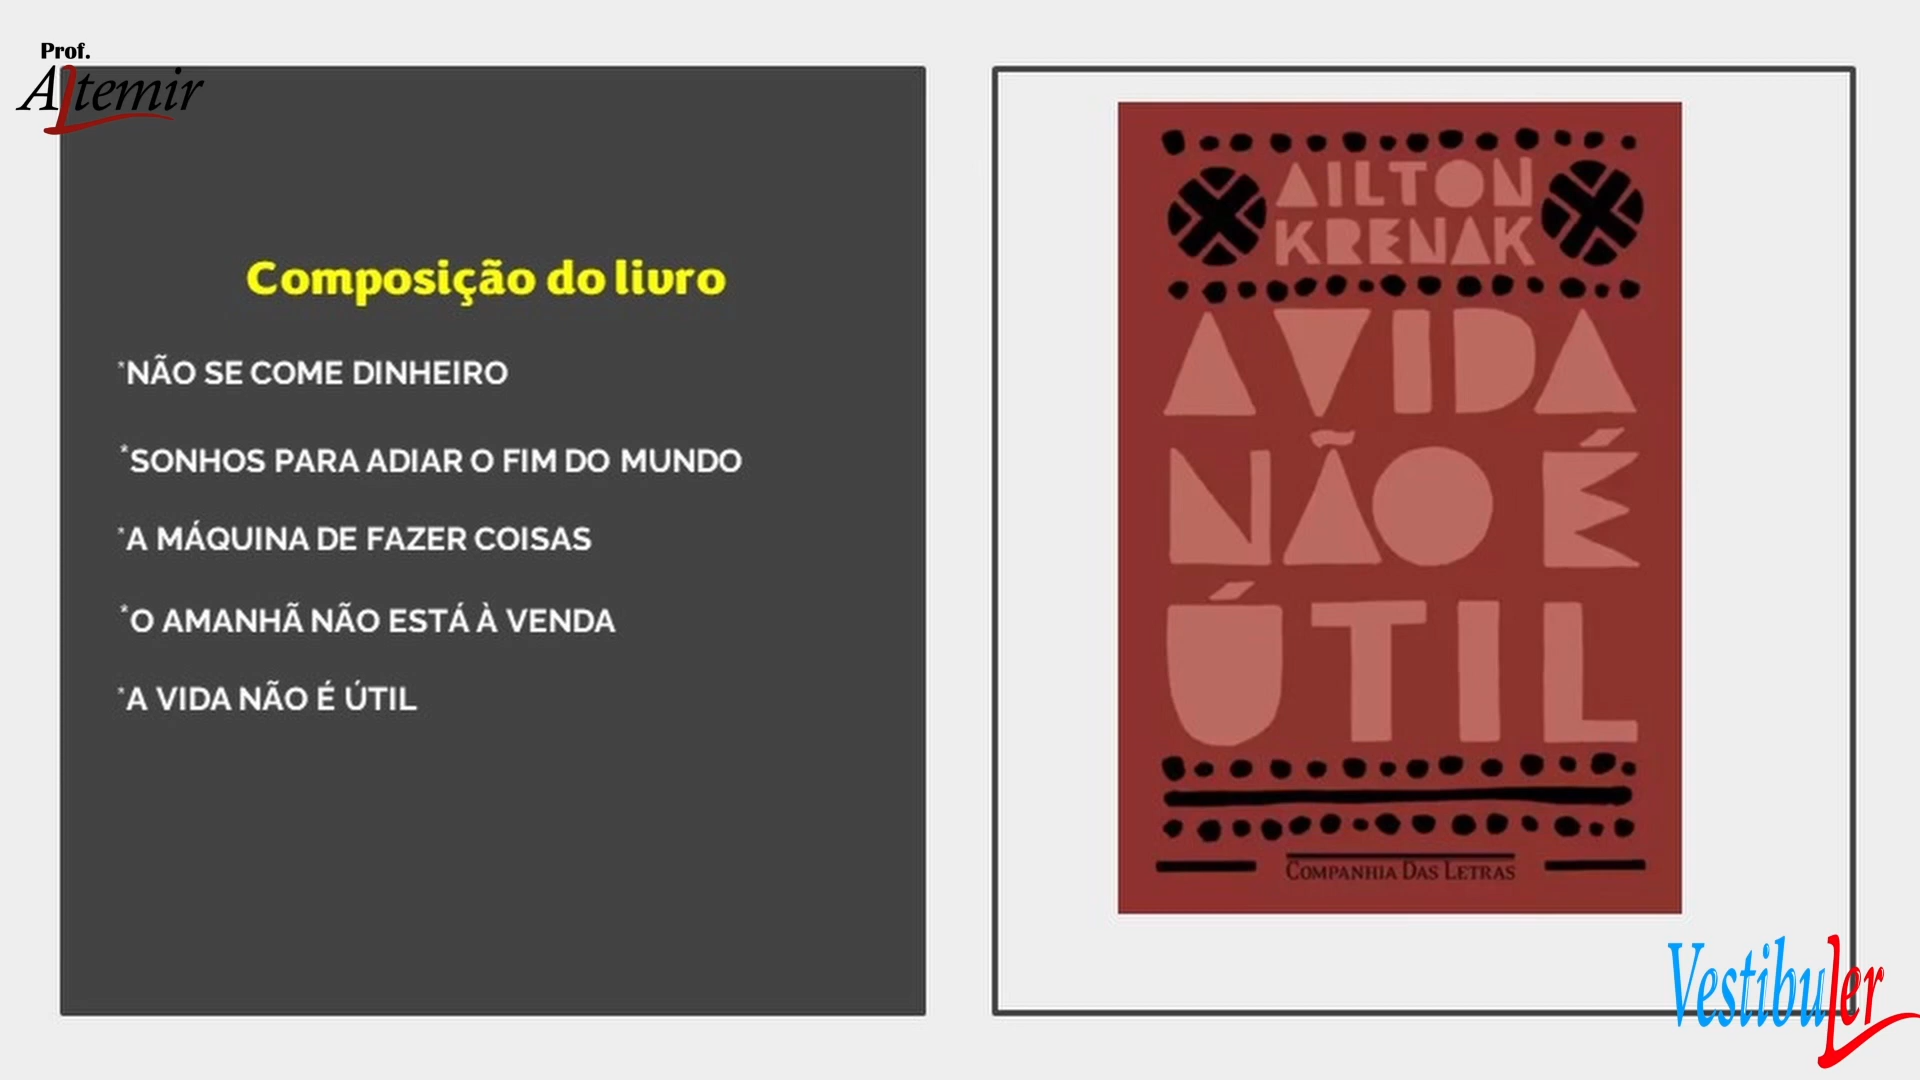 Prof.
Altemir
Composição do livro
*NÃO SE COME DINHEIRO
*SONHOS PARA ADIAR O FIM DO MUNDO
*A MÁQUINA DE FAZER COISAS
*O AMANHÃ NÃO ESTÁ À VENDA
*A VIDA NÃO É ÚTIL
AILTON
KRENAK
A VIDA
NÃO É
ÚTIL
COMPANHIA DAS LETRAS
VestibuLer